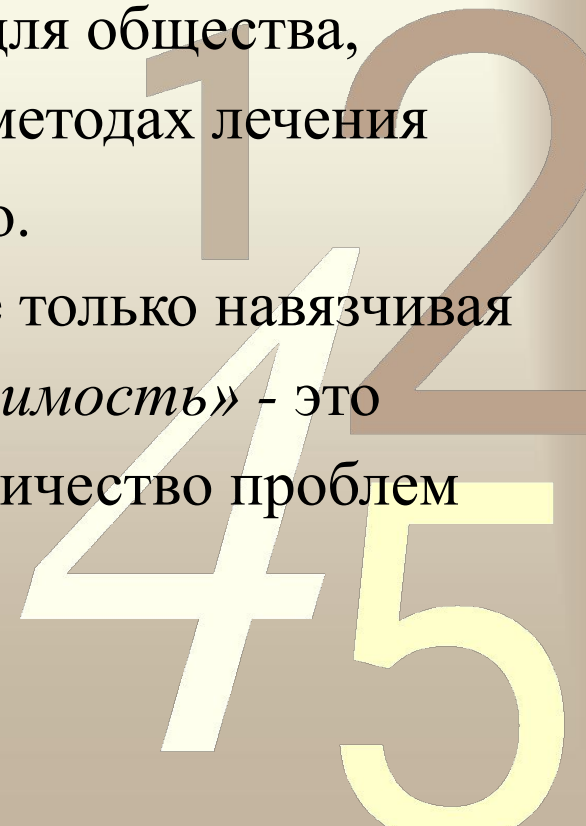 для общества,
методах лечения
о.
е только навязчивая
имость» - это
ичество проблем
1 2
4
5